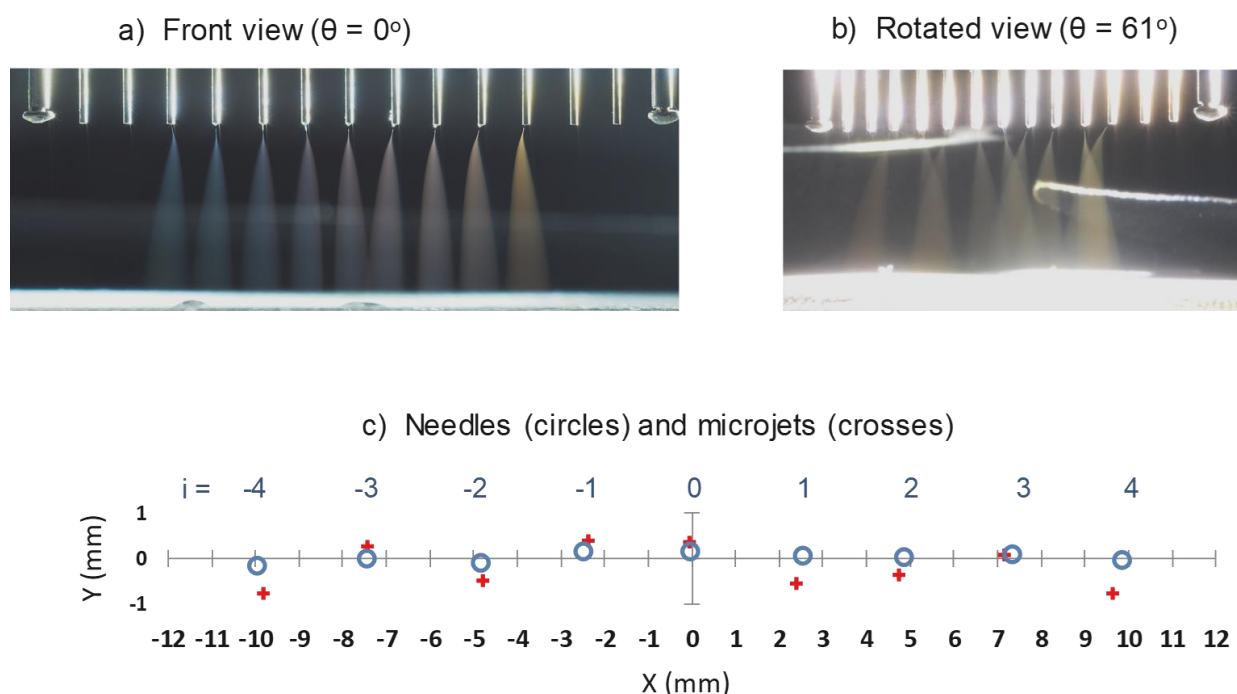 a) Front view (θ = 0°)
b) Rotated view (θ = 61°)
c) Needles (circles) and microjets (crosses)
i = -4 -3 -2 -1 0 1 2 3 4
1
0
-1
Y (mm)
-12 -11 -10 -9 -8 -7 -6 -5 -4 -3 -2 -1 0 1 2 3 4 5 6 7 8 9 10 11 12
X (mm)